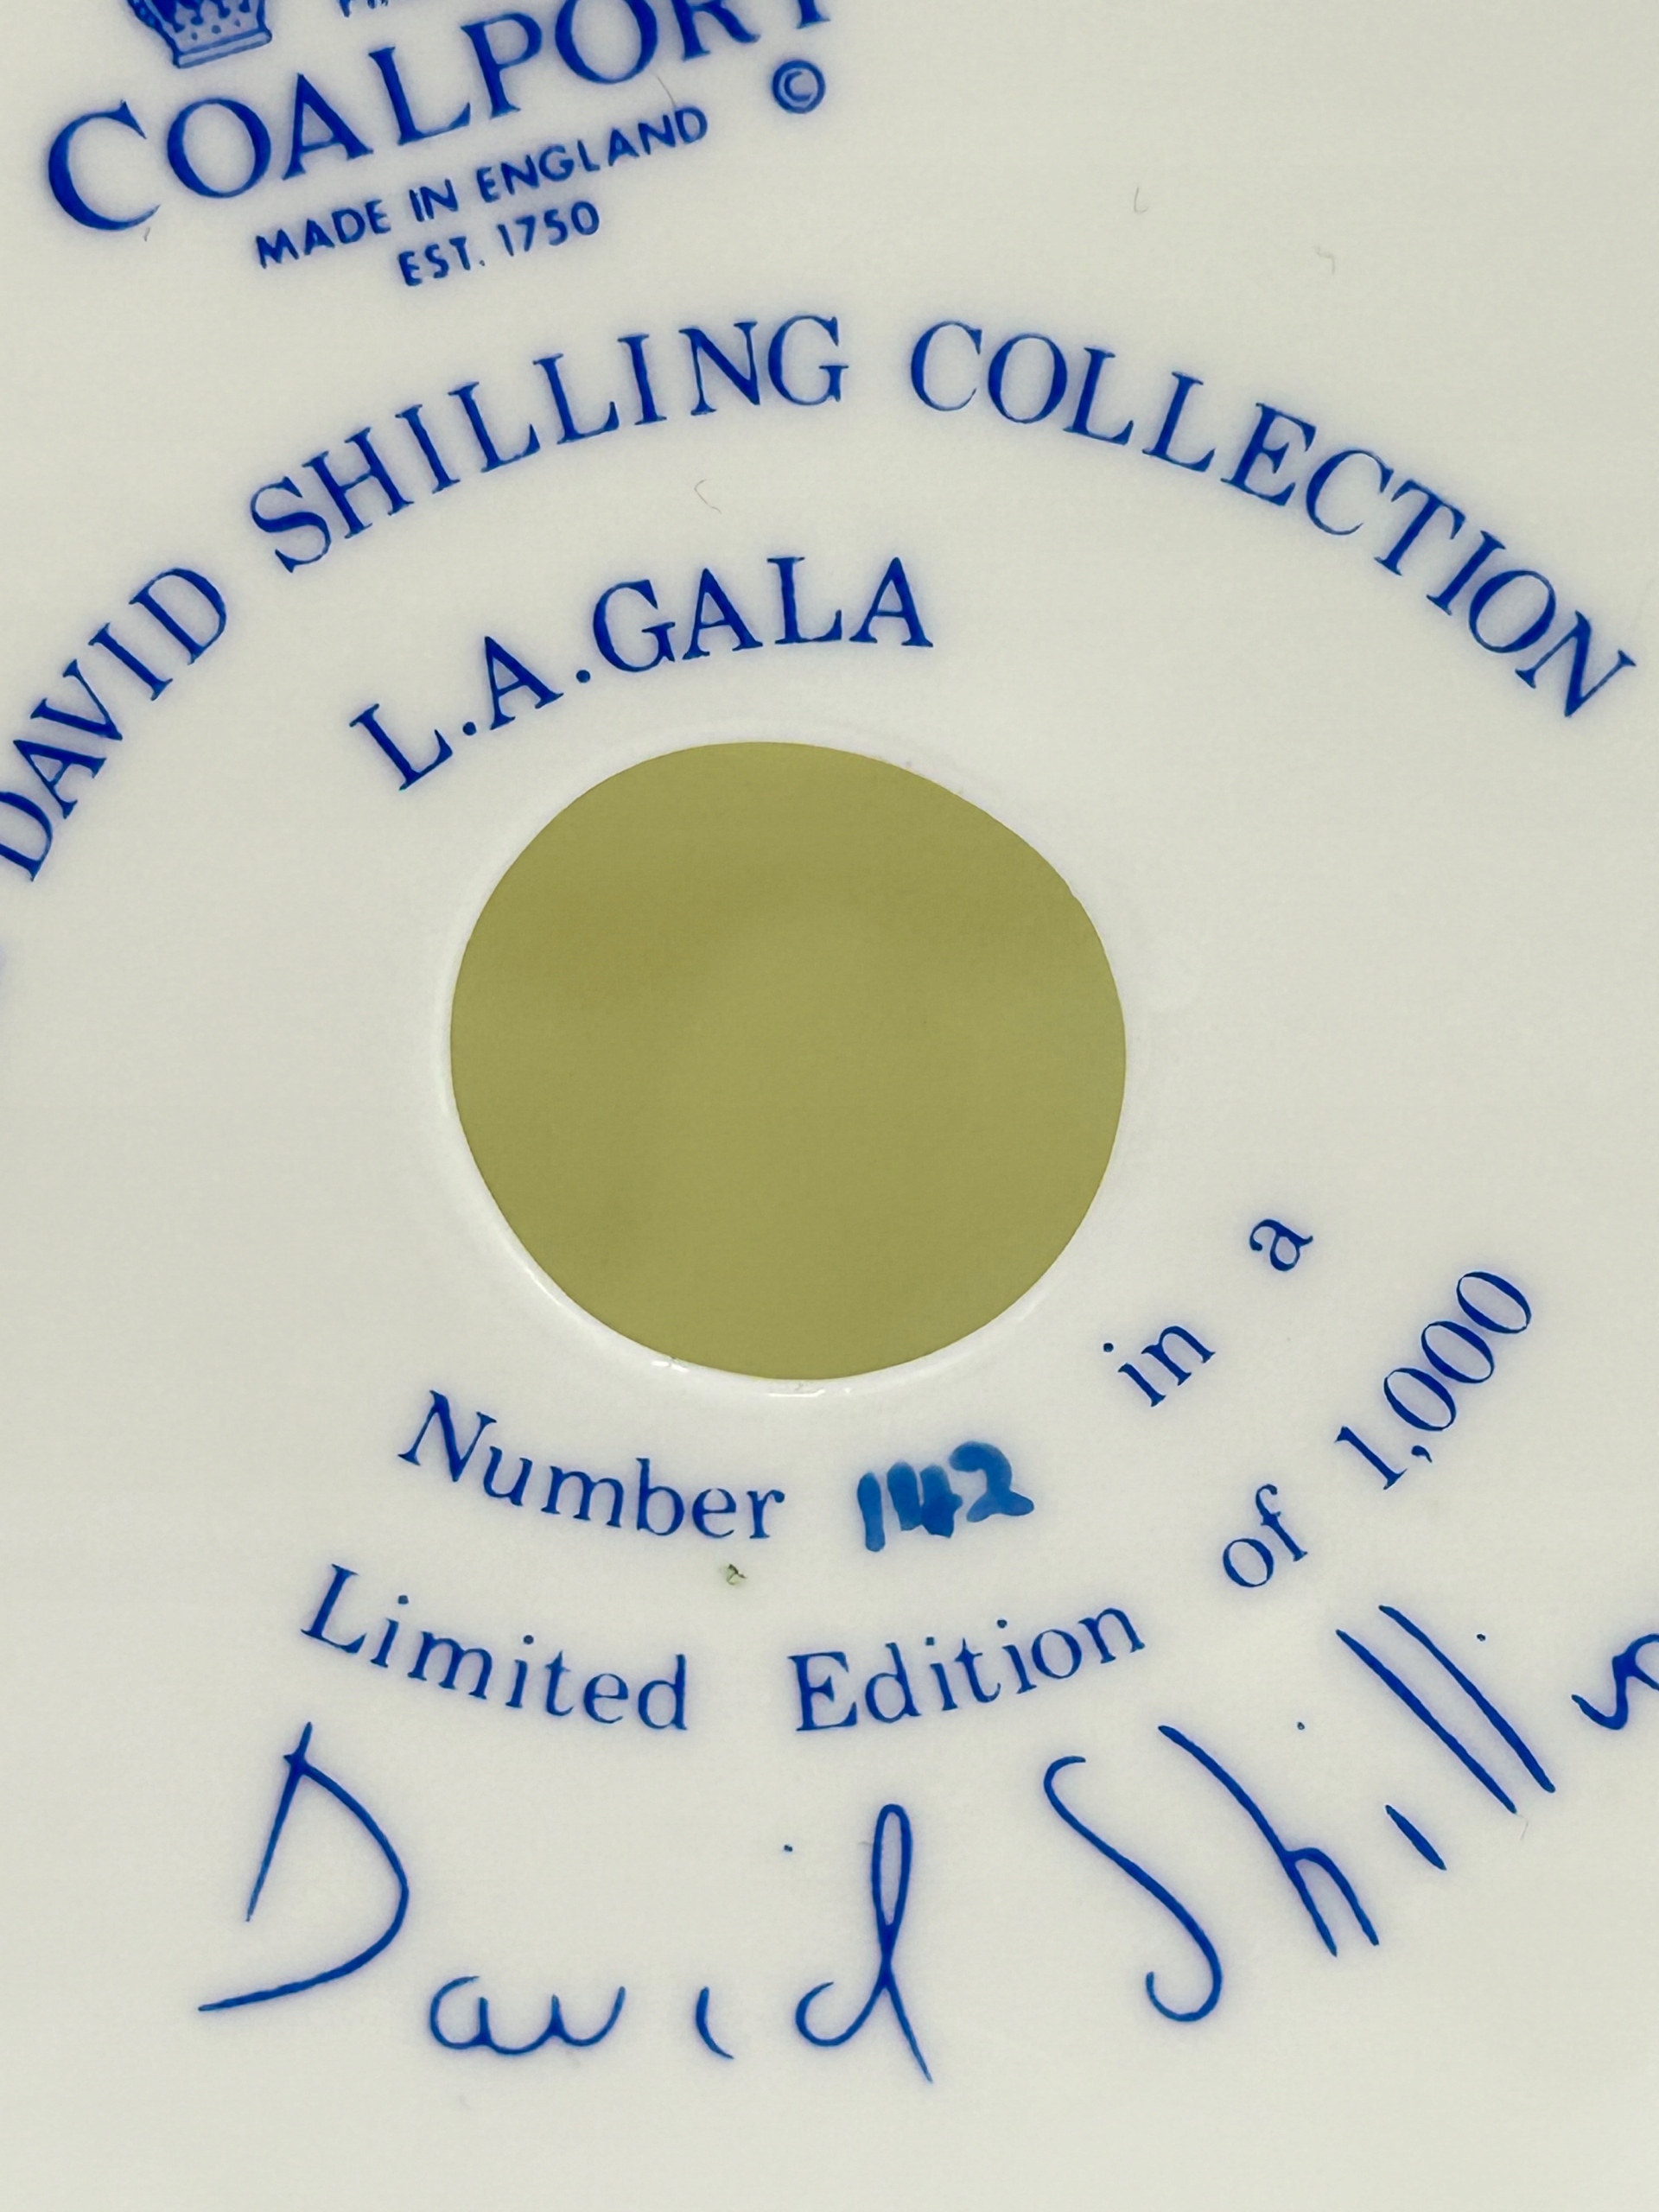 COALPORT
©
MADE IN ENGLAND
EST. 1750
DAVID SHILLING COLLECTION
L.A.GALA
Number 142 in a
Limited Edition of 1,000
David Shillin